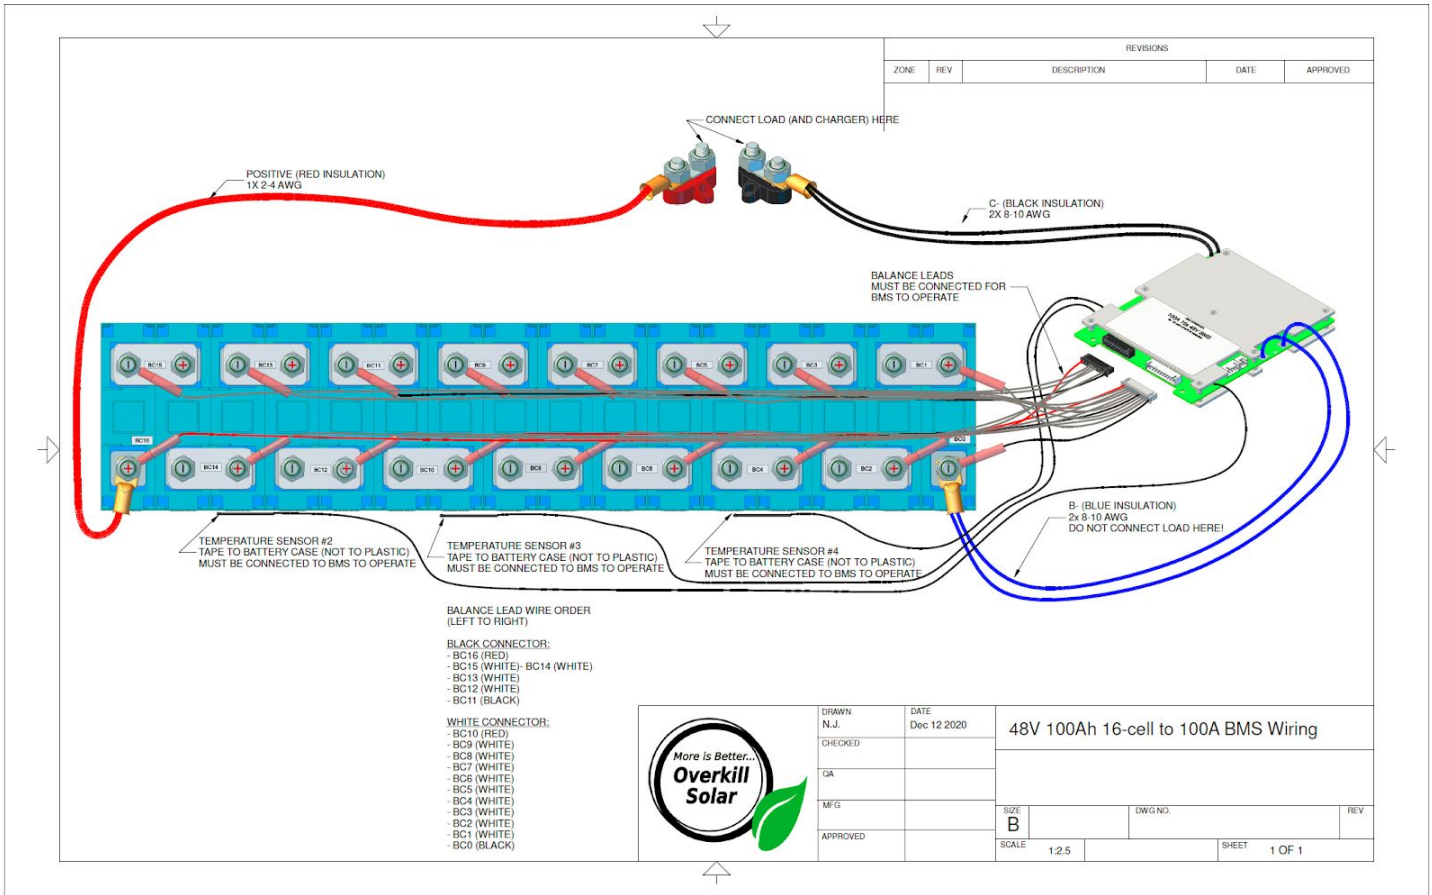 REVISIONS
ZONE REV DESCRIPTION DATE APPROVED
CONNECT LOAD (AND CHARGER) HERE
POSITIVE (RED INSULATION)
1X 2-4 AWG
C- (BLACK INSULATION)
2X 8-10 AWG
BALANCE LEADS
MUST BE CONNECTED FOR
BMS TO OPERATE
100A 16s 48V BMS
BC15 BC13 BC11 BC9 BC7 BC5 BC3 BC1
BC16 BC0
BC14 BC12 BC10 BC8 BC6 BC4 BC2
B- (BLUE INSULATION)
2x 8-10 AWG
DO NOT CONNECT LOAD HERE!
TEMPERATURE SENSOR #2
TAPE TO BATTERY CASE (NOT TO PLASTIC)
MUST BE CONNECTED TO BMS TO OPERATE
TEMPERATURE SENSOR #3
TAPE TO BATTERY CASE (NOT TO PLASTIC)
MUST BE CONNECTED TO BMS TO OPERATE
TEMPERATURE SENSOR #4
TAPE TO BATTERY CASE (NOT TO PLASTIC)
MUST BE CONNECTED TO BMS TO OPERATE
BALANCE LEAD WIRE ORDER
(LEFT TO RIGHT)
BLACK CONNECTOR:
- BC16 (RED)
- BC15 (WHITE)- BC14 (WHITE)
- BC13 (WHITE)
- BC12 (WHITE)
- BC11 (BLACK)
WHITE CONNECTOR:
- BC10 (RED)
- BC9 (WHITE)
- BC8 (WHITE)
- BC7 (WHITE)
- BC6 (WHITE)
- BC5 (WHITE)
- BC4 (WHITE)
- BC3 (WHITE)
- BC2 (WHITE)
- BC1 (WHITE)
- BC0 (BLACK)
More is Better...
Overkill
Solar
DRAWN
N.J.
DATE
Dec 12 2020
CHECKED
QA
MFG
APPROVED
48V 100Ah 16-cell to 100A BMS Wiring
SIZE
B
DWG NO.
REV
SCALE 1:2.5
SHEET 1 OF 1